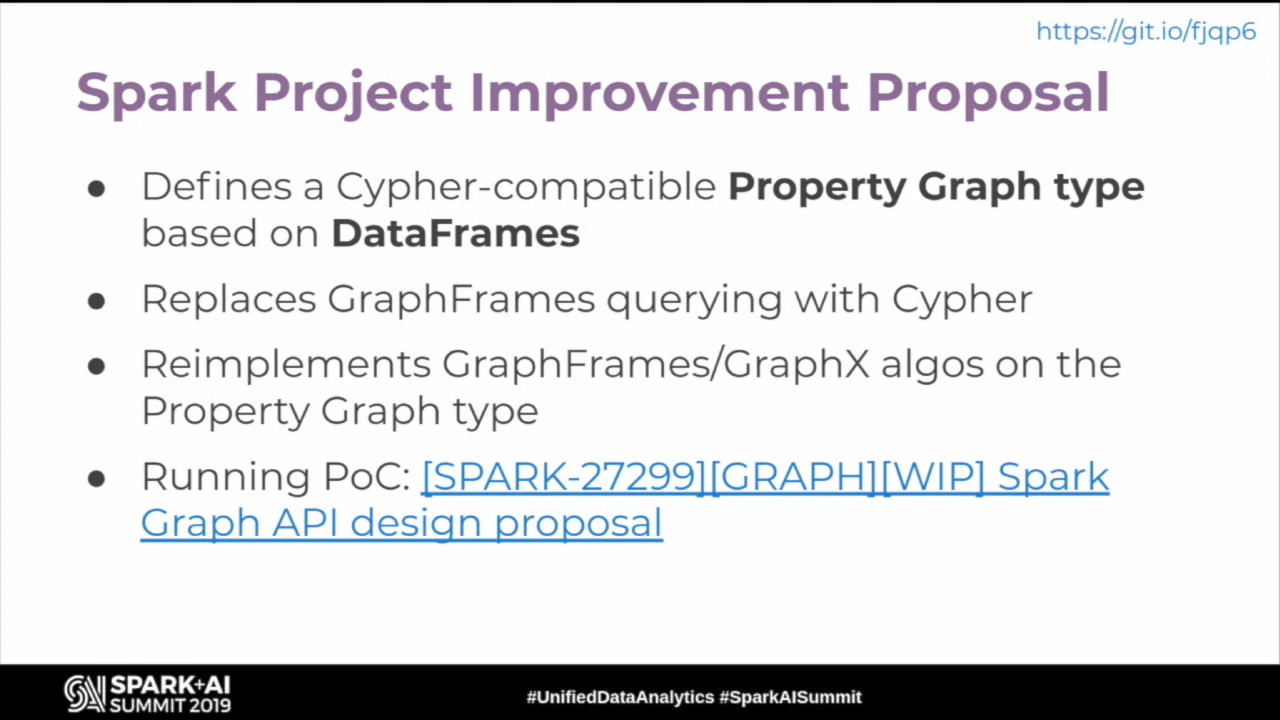 https://git.io/fjqp6
Spark Project Improvement Proposal
● Defines a Cypher-compatible Property Graph type
based on DataFrames
● Replaces GraphFrames querying with Cypher
● Reimplements GraphFrames/GraphX algos on the
Property Graph type
● Running PoC: [SPARK-27299][GRAPH][WIP] Spark
Graph API design proposal
SPARK+AI
SUMMIT 2019
#UnifiedDataAnalytics #SparkAISummit